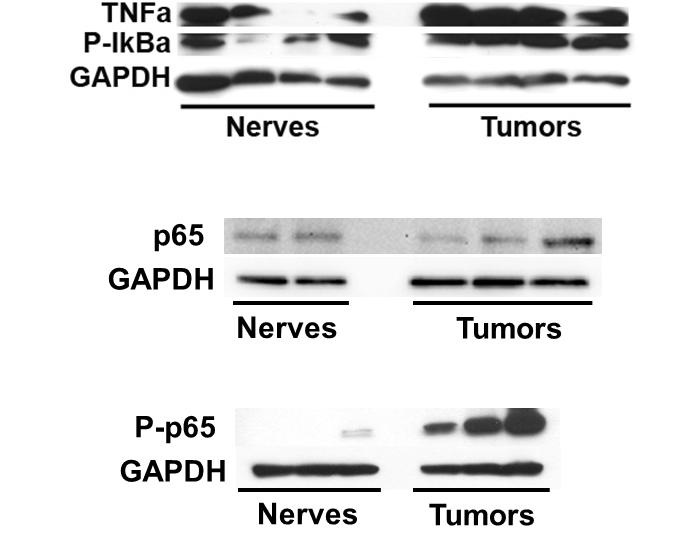 TNFa
P-IkBa
GAPDH
Nerves Tumors
p65
GAPDH
Nerves Tumors
P-p65
GAPDH
Nerves Tumors